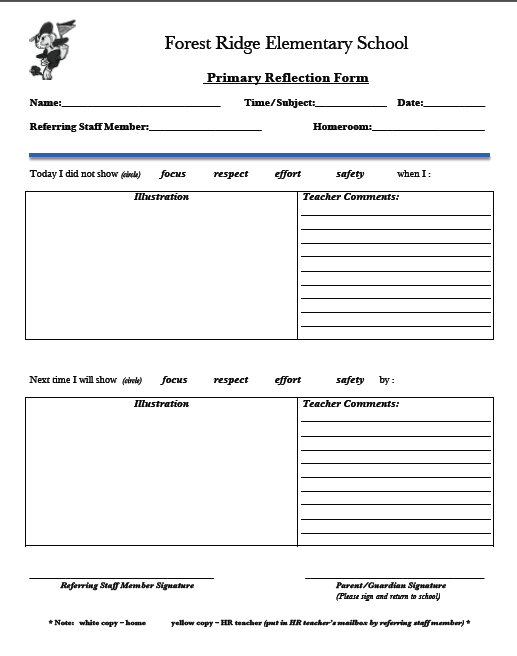 Forest Ridge Elementary School
Primary Reflection Form
Name:______________________________ Time/Subject:______________ Date:____________
Referring Staff Member:______________________ Homeroom:______________________
Today I did not show (circle) focus respect effort safety when I :
Illustration Teacher Comments:
Next time I will show (circle) focus respect effort safety by :
Illustration Teacher Comments:
Referring Staff Member Signature Parent/Guardian Signature
(Please sign and return to school)
* Note: white copy – home yellow copy – HR teacher (put in HR teacher's mailbox by referring staff member) *